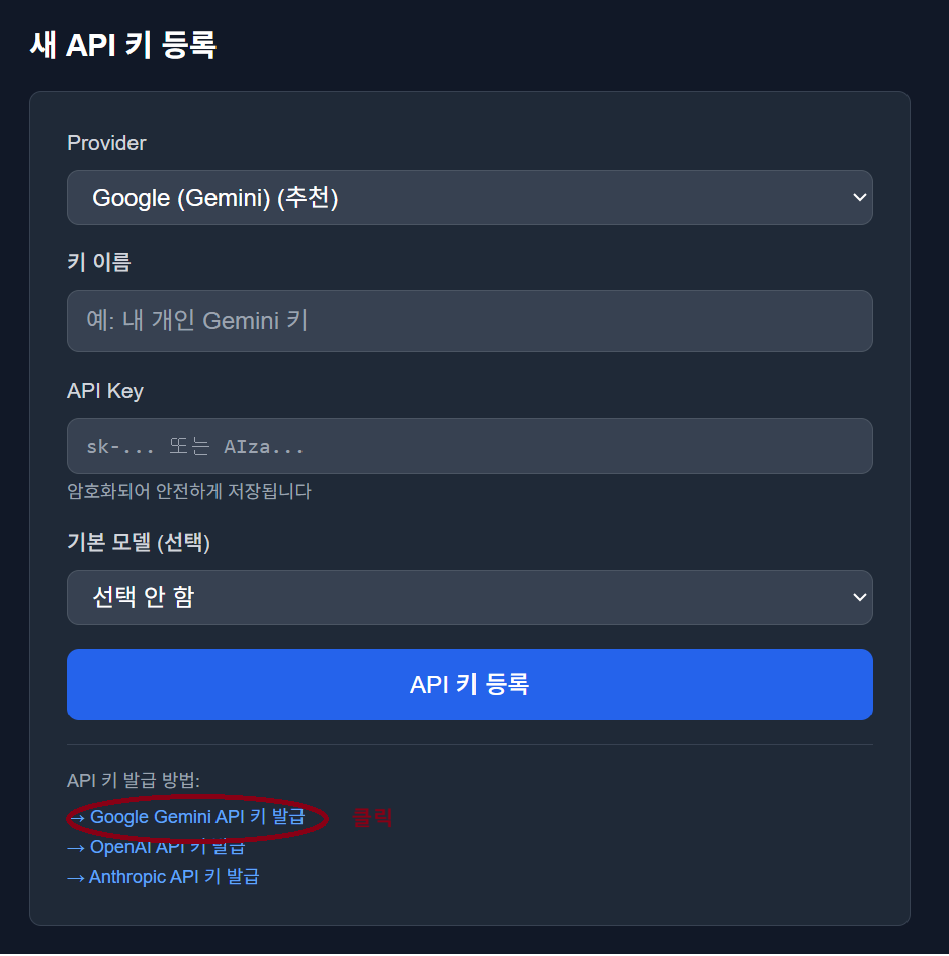 새 API 키 등록
Provider
Google (Gemini) (추천)
키 이름
예: 내 개인 Gemini 키
API Key
sk-... 또는 AIza...
암호화되어 안전하게 저장됩니다
기본 모델 (선택)
선택 안 함
API 키 등록
API 키 발급 방법:
→ Google Gemini API 키 발급 클릭
→ OpenAI API 키 발급
→ Anthropic API 키 발급